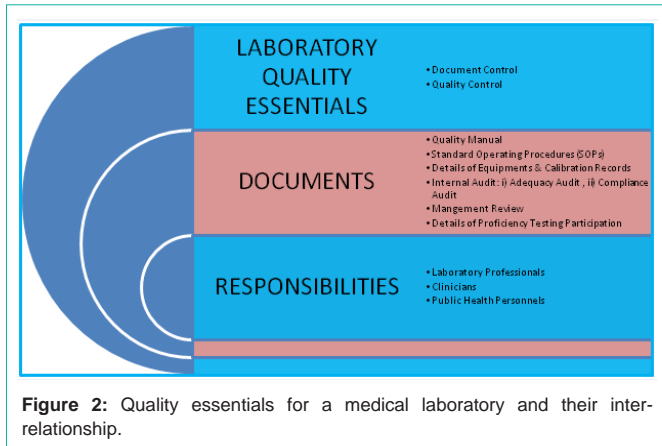 LABORATORY
QUALITY
ESSENTIALS
• Document Control
• Quality Control
DOCUMENTS
• Quality Manual
• Standard Operating Procedures (SOPs)
• Details of Equipments & Calibration Records
• Internal Audit: i) Adequacy Audit , ii) Compliance
Audit
• Mangement Review
• Details of Proficiency Testing Participation
RESPONSIBILITIES
• Laboratory Professionals
• Clinicians
• Public Health Personnels
Figure 2: Quality essentials for a medical laboratory and their inter-
relationship.